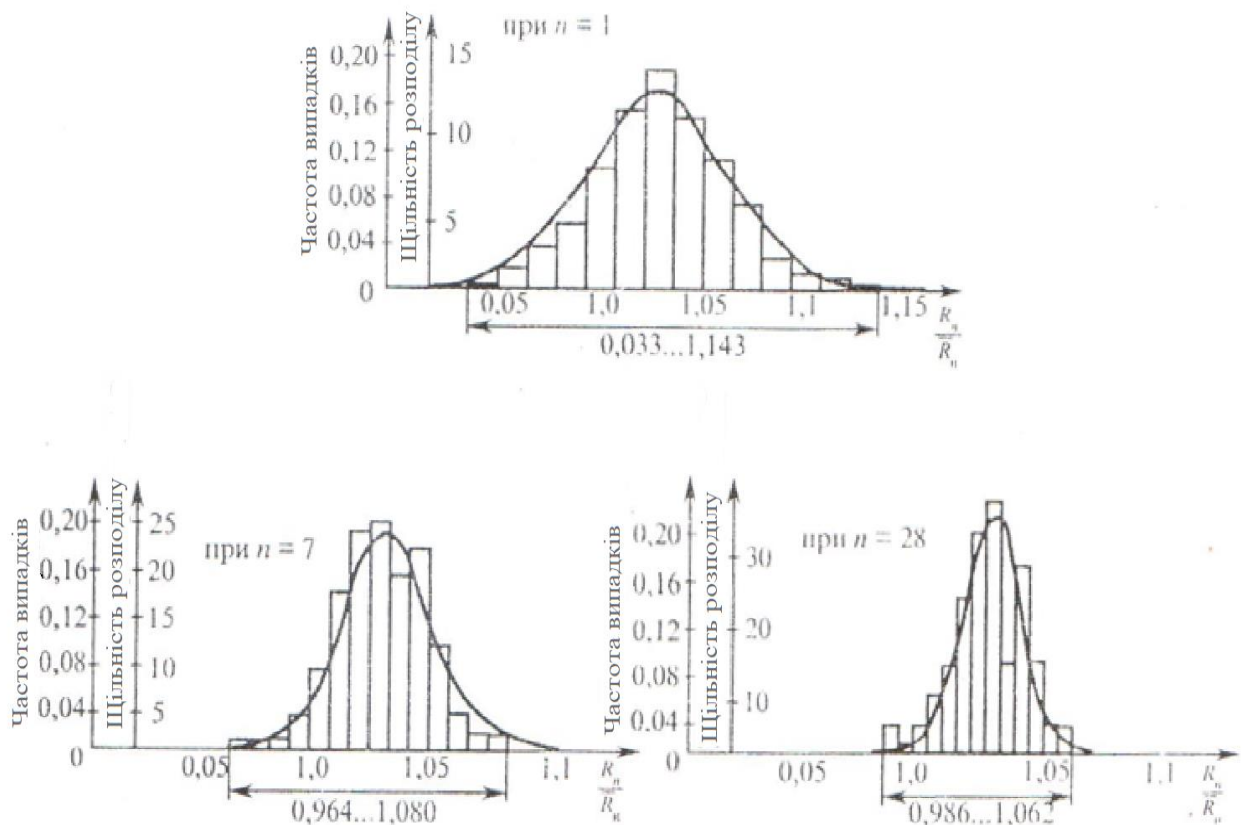 при n = 1
Частота випадків
Щільність розподілу
0,20
0,16
0,12
0,08
0,04
0
15
10
5
0,05 1,0 1,05 1,1 1,15
0,033...1,143
при n = 7
Частота випадків
Щільність розподілу
0,20
0,16
0,12
0,08
0,04
0
25
20
15
10
5
0,05 1,0 1,05 1,1
0,964...1,080
при n = 28
Частота випадків
Щільність розподілу
0,20
0,16
0,12
0,08
0,04
0
30
20
10
0,05 1,0 1,05 1,1
0,986...1,062